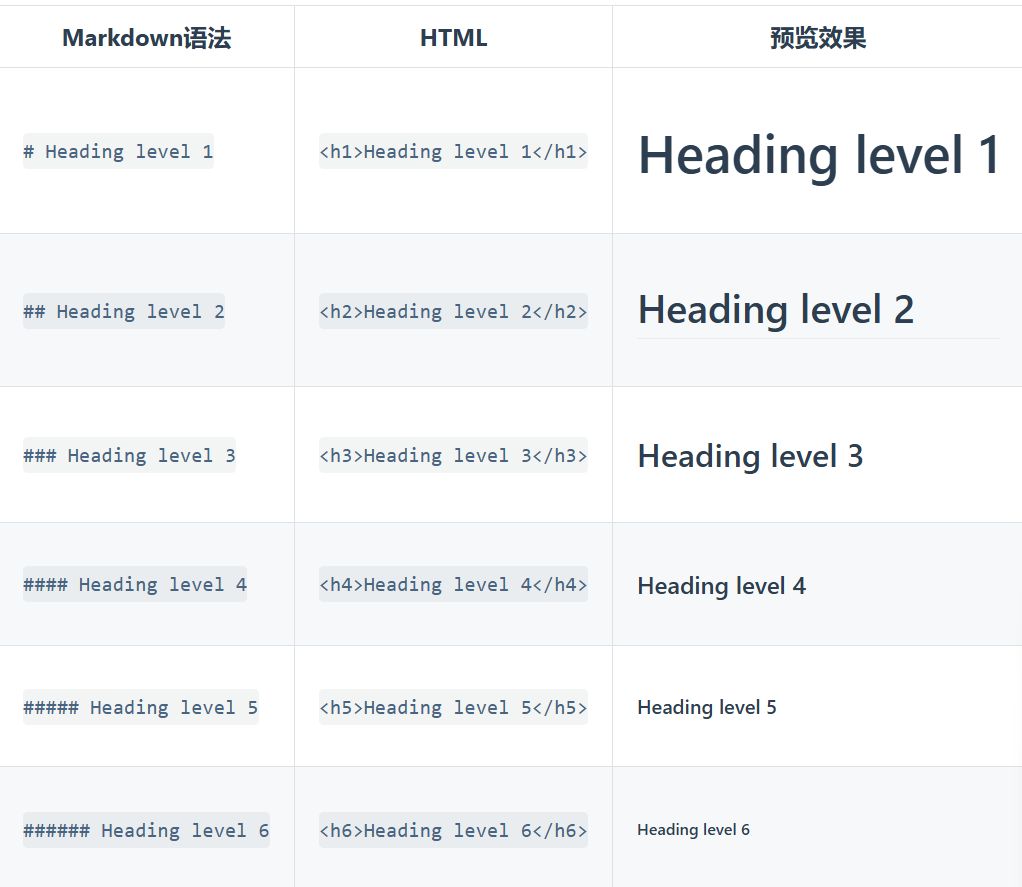 Markdown语法 HTML 预览效果
# Heading level 1 <h1>Heading level 1</h1> Heading level 1
## Heading level 2 <h2>Heading level 2</h2> Heading level 2
### Heading level 3 <h3>Heading level 3</h3> Heading level 3
#### Heading level 4 <h4>Heading level 4</h4> Heading level 4
##### Heading level 5 <h5>Heading level 5</h5> Heading level 5
###### Heading level 6 <h6>Heading level 6</h6> Heading level 6